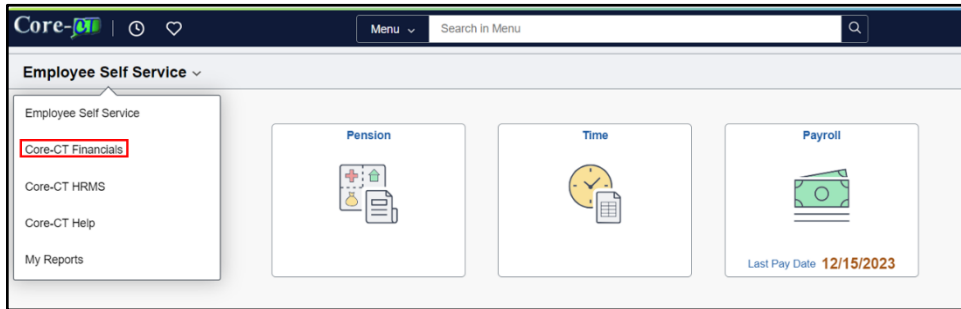 Core-CT
Menu
Search in Menu
Employee Self Service
Employee Self Service
Core-CT Financials
Core-CT HRMS
Core-CT Help
My Reports
Pension
Time
Payroll
Last Pay Date 12/15/2023